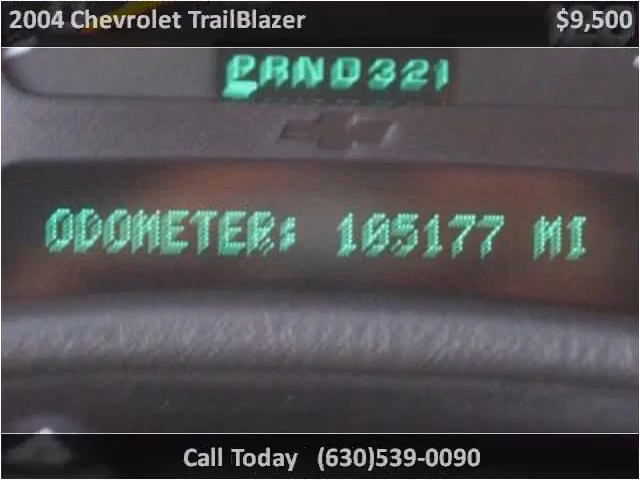 2004 Chevrolet TrailBlazer $9,500
PRND321
ODOMETER: 105177 MI
Call Today (630)539-0090